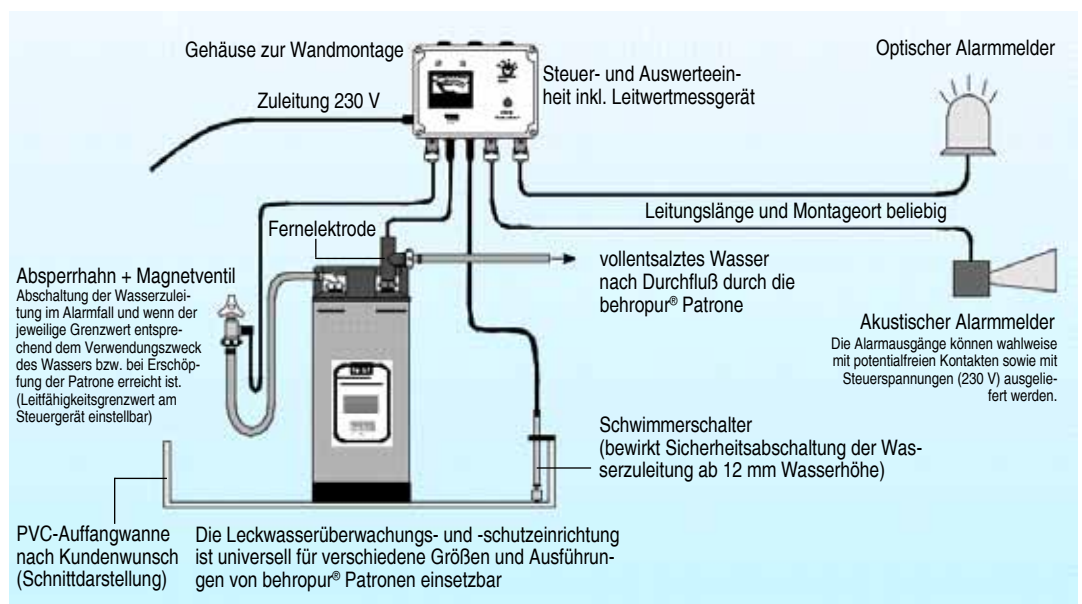 Gehäuse zur Wandmontage
Optischer Alarmmelder
Steuer- und Auswerteein-
heit inkl. Leitwertmessgerät
Zuleitung 230 V
Leitungslänge und Montageort beliebig
Fernelektrode
Absperrhahn + Magnetventil
Abschaltung der Wasserzulei-
tung im Alarmfall und wenn der
jeweilige Grenzwert entspre-
chend dem Verwendungszweck
des Wassers bzw. bei Erschöp-
fung der Patrone erreicht ist.
(Leitfähigkeitsgrenzwert am
Steuergerät einstellbar)
vollentsalztes Wasser
nach Durchfluß durch die
behropur® Patrone
Akustischer Alarmmelder
Die Alarmausgänge können wahlweise
mit potentialfreien Kontakten sowie mit
Steuerspannungen (230 V) ausgelie-
fert werden.
Schwimmerschalter
(bewirkt Sicherheitsabschaltung der Was-
serzuleitung ab 12 mm Wasserhöhe)
PVC-Auffangwanne
nach Kundenwunsch
(Schnittdarstellung)
Die Leckwasserüberwachungs- und -schutzeinrichtung
ist universell für verschiedene Größen und Ausführun-
gen von behropur® Patronen einsetzbar